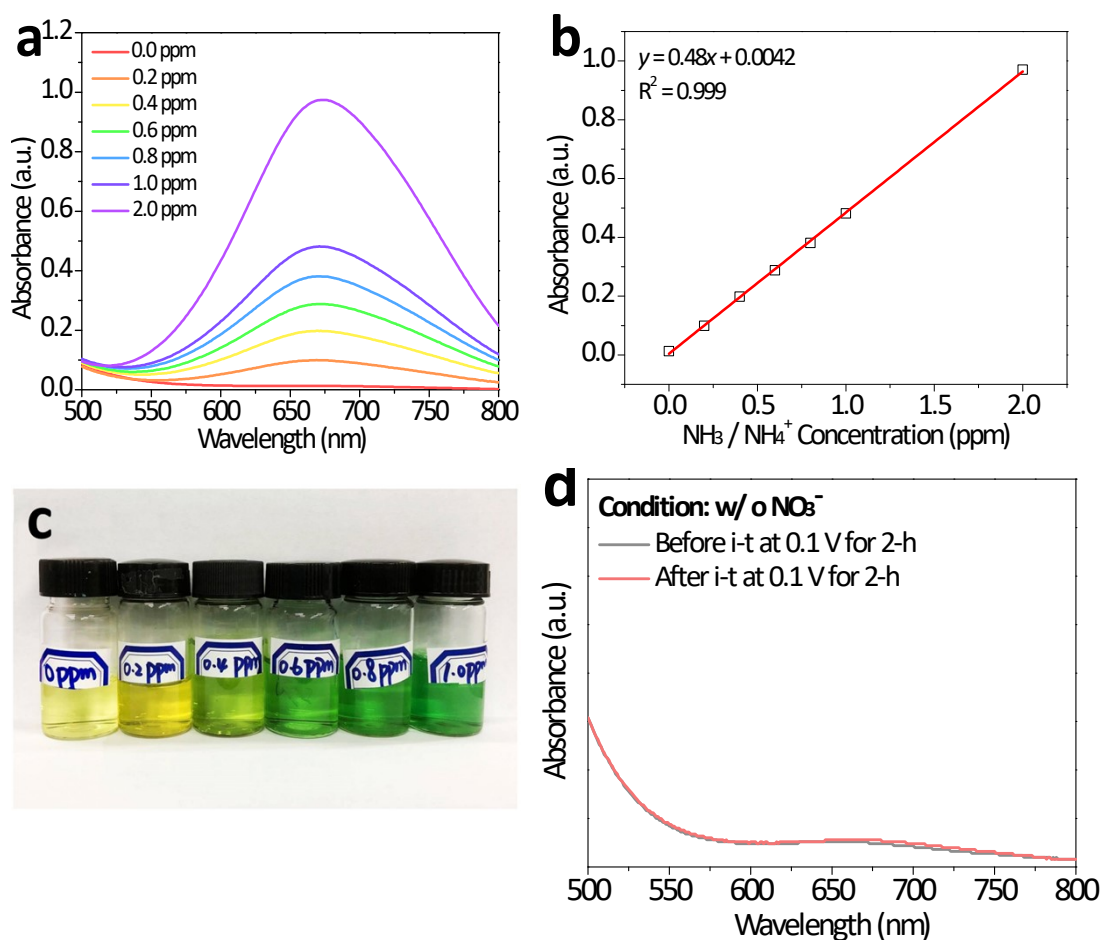 a
1.2
1.0
0.8
0.6
0.4
0.2
0.0
Absorbance (a.u.)
0.0 ppm
0.2 ppm
0.4 ppm
0.6 ppm
0.8 ppm
1.0 ppm
2.0 ppm
500 550 600 650 700 750 800
Wavelength (nm)
b
y = 0.48x + 0.0042
R² = 0.999
1.0
0.8
0.6
0.4
0.2
0.0
Absorbance (a.u.)
0.0 0.5 1.0 1.5 2.0
NH₃ / NH₄⁺ Concentration (ppm)
c
0 ppm
0.2 ppm
0.4 ppm
0.6 ppm
0.8 ppm
1.0 ppm
d
Condition: w/o NO₃⁻
Before i-t at 0.1 V for 2-h
After i-t at 0.1 V for 2-h
Absorbance (a.u.)
500 550 600 650 700 750 800
Wavelength (nm)